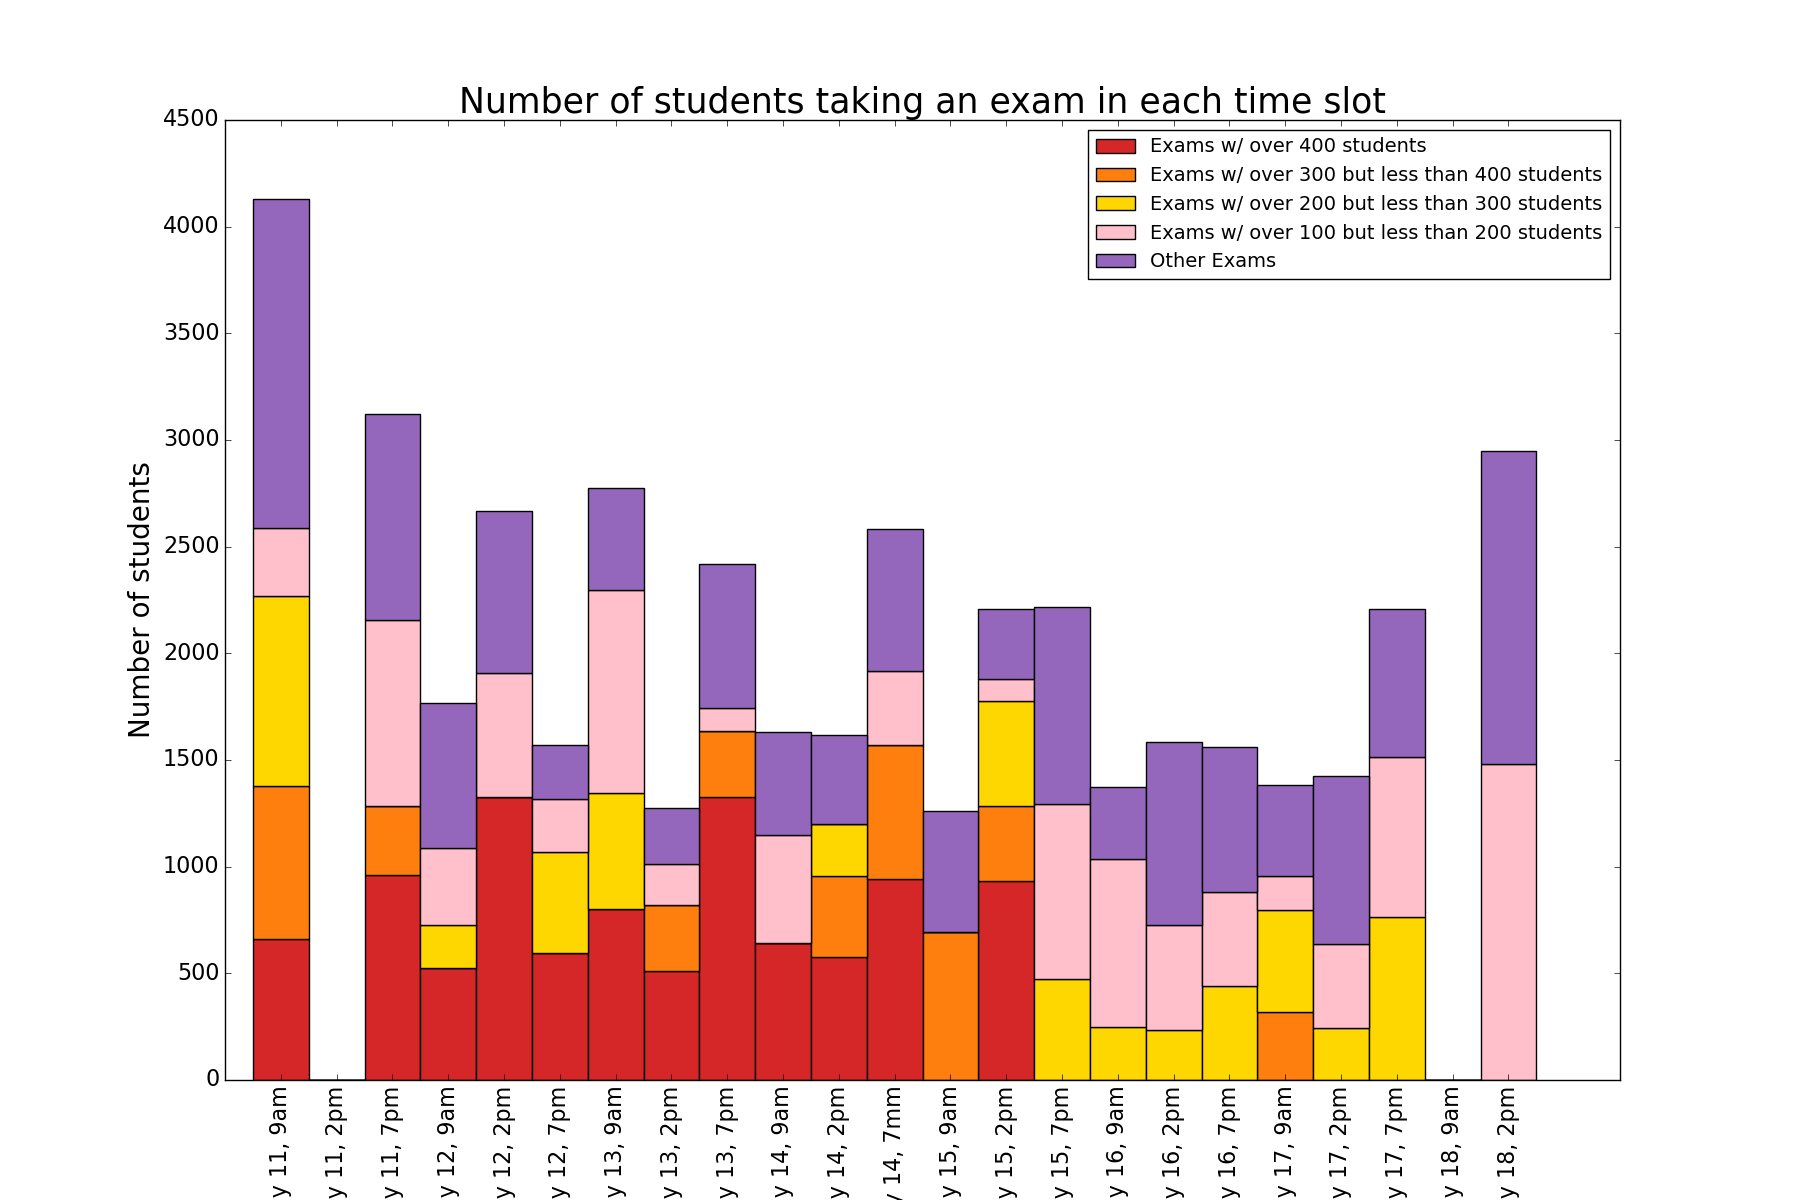 Number of students taking an exam in each time slot
Exams w/ over 400 students
Exams w/ over 300 but less than 400 students
Exams w/ over 200 but less than 300 students
Exams w/ over 100 but less than 200 students
Other Exams
Number of students
4500
4000
3500
3000
2500
2000
1500
1000
500
0
y 11, 9am
y 11, 2pm
y 11, 7pm
y 12, 9am
y 12, 2pm
y 12, 7pm
y 13, 9am
y 13, 2pm
y 13, 7pm
y 14, 9am
y 14, 2pm
y 14, 7mm
y 15, 9am
y 15, 2pm
y 15, 7pm
y 16, 9am
y 16, 2pm
y 16, 7pm
y 17, 9am
y 17, 2pm
y 17, 7pm
y 18, 9am
y 18, 2pm